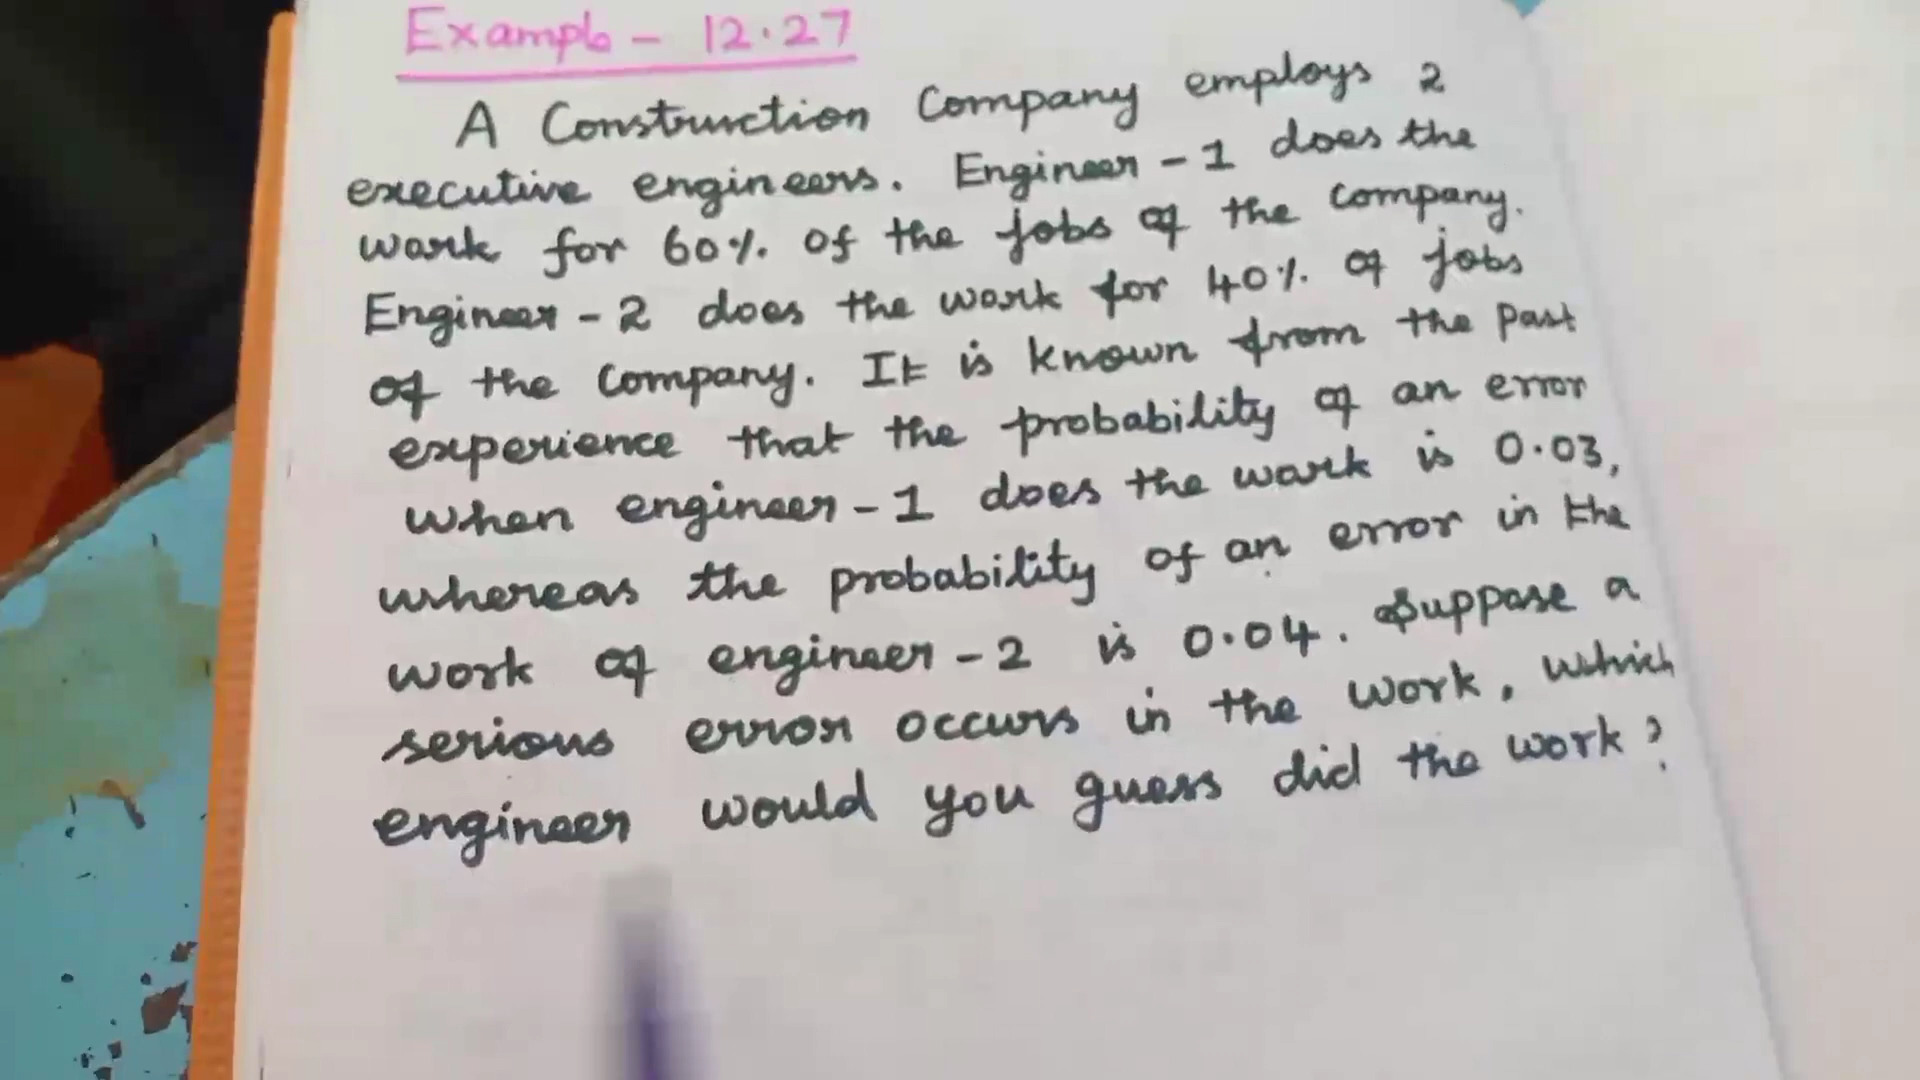 Example - 12.27
A Construction Company employs 2
executive engineers. Engineer - 1 does the
work for 60% of the jobs of the company.
Engineer - 2 does the work for 40% of jobs
of the company. It is known from the past
experience that the probability of an error
when engineer - 1 does the work is 0.03,
whereas the probability of an error in the
work of engineer - 2 is 0.04. Suppose a
serious error occurs in the work, which
engineer would you guess did the work?